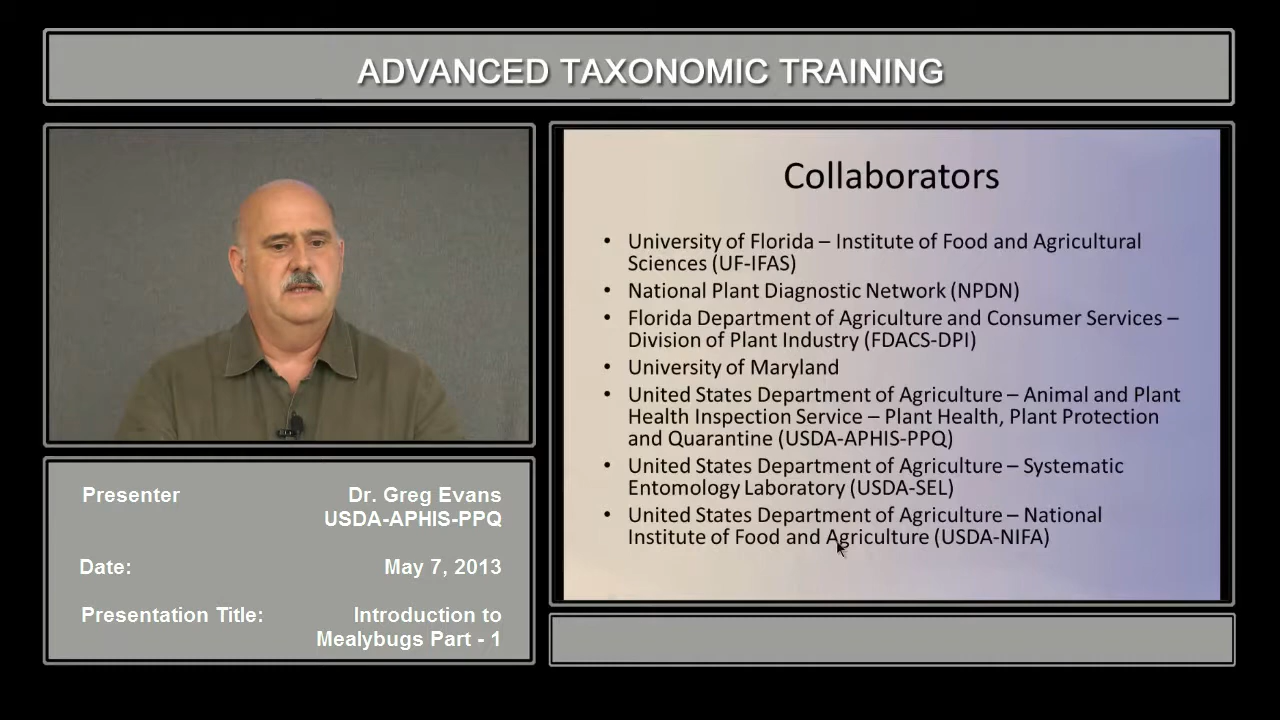 ADVANCED TAXONOMIC TRAINING
Collaborators
• University of Florida – Institute of Food and Agricultural
Sciences (UF-IFAS)
• National Plant Diagnostic Network (NPDN)
• Florida Department of Agriculture and Consumer Services –
Division of Plant Industry (FDACS-DPI)
• University of Maryland
• United States Department of Agriculture – Animal and Plant
Health Inspection Service – Plant Health, Plant Protection
and Quarantine (USDA-APHIS-PPQ)
• United States Department of Agriculture – Systematic
Entomology Laboratory (USDA-SEL)
• United States Department of Agriculture – National
Institute of Food and Agriculture (USDA-NIFA)
Presenter Dr. Greg Evans
USDA-APHIS-PPQ
Date: May 7, 2013
Presentation Title: Introduction to
Mealybugs Part - 1